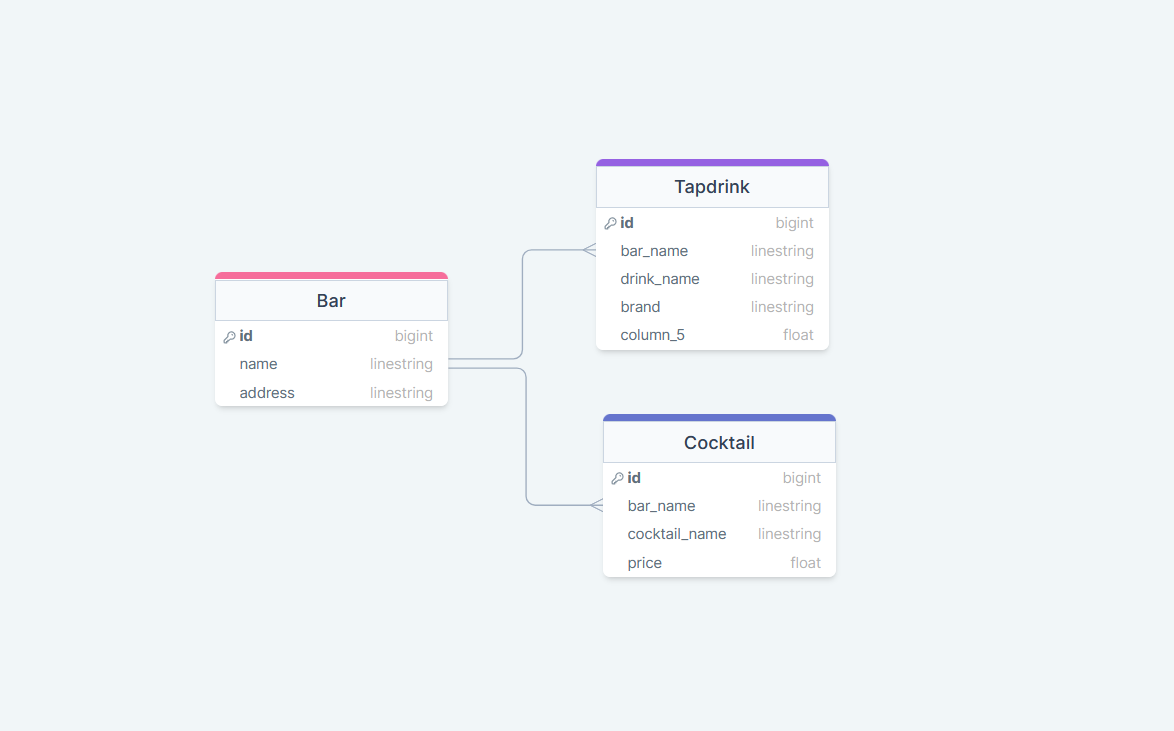 Tapdrink
id bigint
bar_name linestring
drink_name linestring
brand linestring
column_5 float
Bar
id bigint
name linestring
address linestring
Cocktail
id bigint
bar_name linestring
cocktail_name linestring
price float